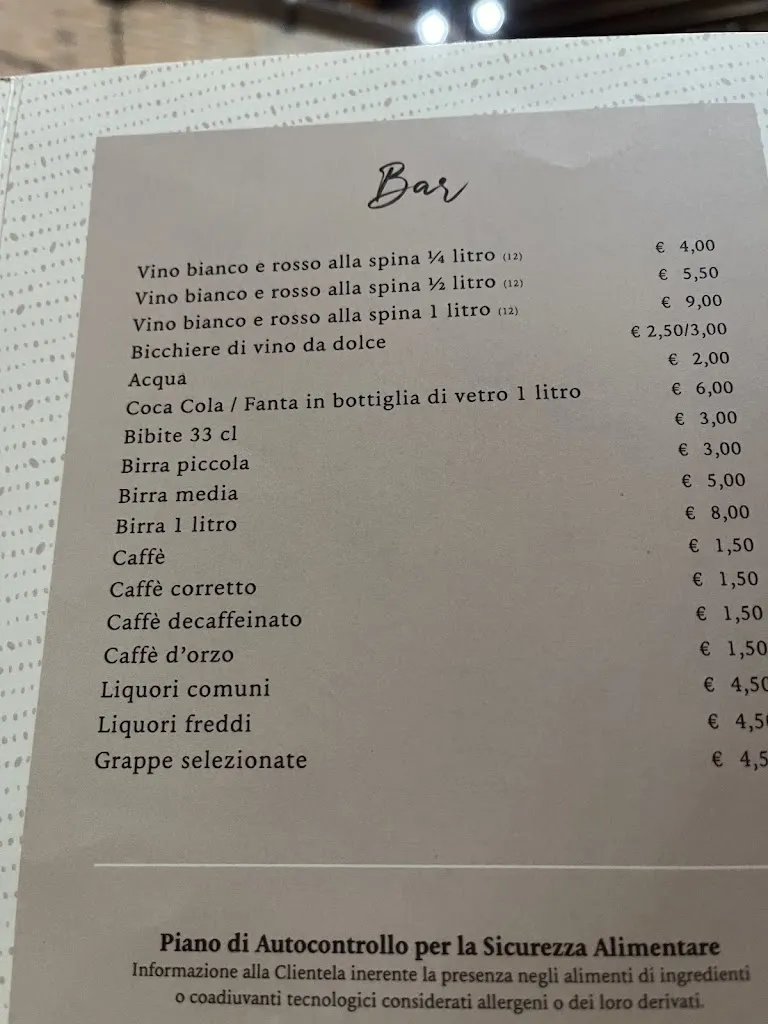 Bar
Vino bianco e rosso alla spina ¼ litro (12) € 4,00
Vino bianco e rosso alla spina ½ litro (12) € 5,50
Vino bianco e rosso alla spina 1 litro (12) € 9,00
Bicchiere di vino da dolce € 2,50/3,00
Acqua € 2,00
Coca Cola / Fanta in bottiglia di vetro 1 litro € 6,00
Bibite 33 cl € 3,00
Birra piccola € 3,00
Birra media € 5,00
Birra 1 litro € 8,00
Caffè € 1,50
Caffè corretto € 1,50
Caffè decaffeinato € 1,50
Caffè d'orzo € 1,50
Liquori comuni € 4,50
Liquori freddi € 4,5
Grappe selezionate € 4,5
Piano di Autocontrollo per la Sicurezza Alimentare
Informazione alla Clientela inerente la presenza negli alimenti di ingredienti
o coadiuvanti tecnologici considerati allergeni o dei loro derivati.